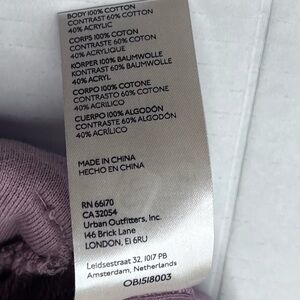 BODY 100% COTTON
CONTRAST 60% COTTON
40% ACRYLIC
CORPS 100% COTON
CONTRASTE 60% COTON
40% ACRYLIQUE
KÖRPER 100% BAUMWOLLE
KONTRAST 60% BAUMWOLLE
40% ACRYL
CORPO 100% COTONE
CONTRASTO 60% COTONE
40% ACRILICO
CUERPO 100% ALGODÓN
CONTRASTE 60% ALGODÓN
40% ACRÍLICO
MADE IN CHINA
HECHO EN CHINA
RN 66170
CA 32054
Urban Outfitters, Inc.
146 Brick Lane
LONDON, E1 6RU
Leidsestraat 32, 1017 PB
Amsterdam, Netherlands
OB1518003